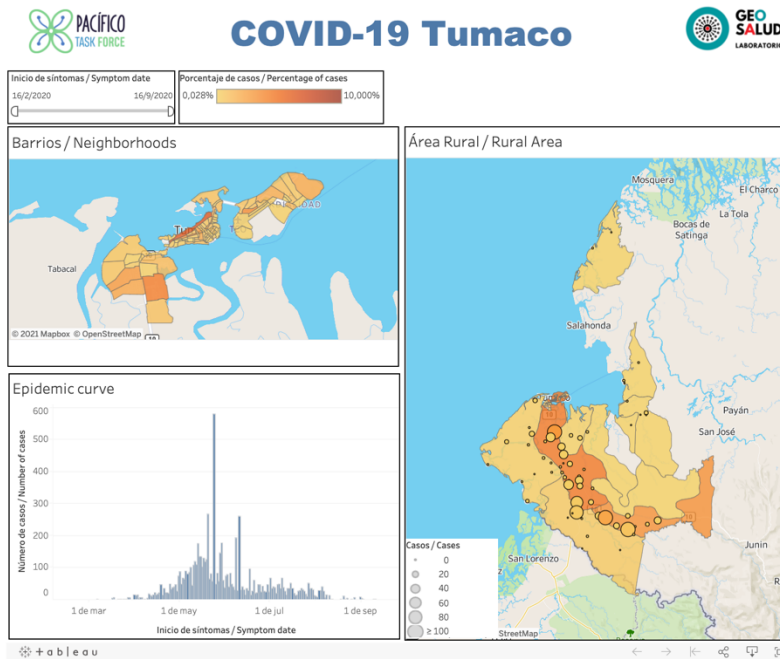 PACÍFICO
TASK FORCE
COVID-19 Tumaco
GEO
SALUD
LABORATORIO
Inicio de síntomas / Symptom date
16/2/2020 16/9/2020
Porcentaje de casos / Percentage of cases
0,028% 10,000%
Barrios / Neighborhoods
Tabacal
© 2021 Mapbox © OpenStreetMap
Epidemic curve
Número de casos / Number of cases
600
500
400
300
200
100
0
1 de mar 1 de may 1 de jul 1 de sep
Inicio de síntomas / Symptom date
Área Rural / Rural Area
Mosquera
El Charco
La Tola
Bocas de
Satinga
Salahonda
Payán
San José
Junin
San Lorenzo
Casos / Cases
0
20
40
60
80
≥ 100
StreetMap
+ a b l e a u